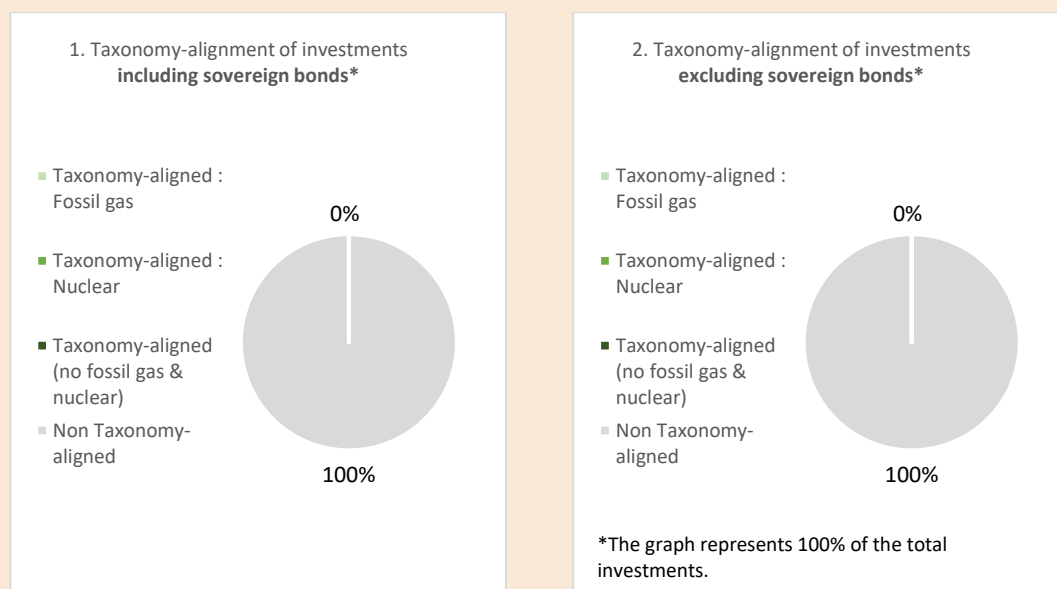 1. Taxonomy-alignment of investments
including sovereign bonds*
Taxonomy-aligned :
Fossil gas
Taxonomy-aligned :
Nuclear
Taxonomy-aligned
(no fossil gas &
nuclear)
Non Taxonomy-
aligned
0%
100%
2. Taxonomy-alignment of investments
excluding sovereign bonds*
Taxonomy-aligned :
Fossil gas
Taxonomy-aligned :
Nuclear
Taxonomy-aligned
(no fossil gas &
nuclear)
Non Taxonomy-
aligned
0%
100%
*The graph represents 100% of the total
investments.